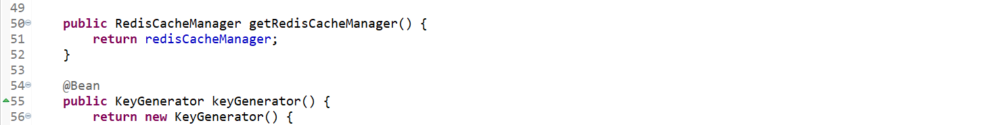 49
50 public RedisCacheManager getRedisCacheManager() {
51 return redisCacheManager;
52 }
53
54 @Bean
55 public KeyGenerator keyGenerator() {
56 return new KeyGenerator() {